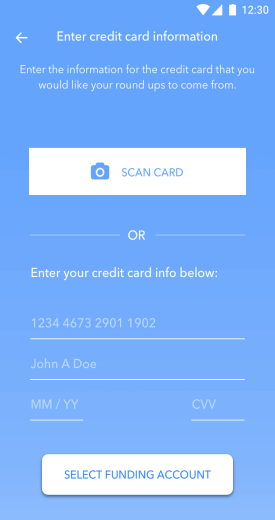 12:30
Enter credit card information
Enter the information for the credit card that you
would like your round ups to come from.
SCAN CARD
OR
Enter your credit card info below:
1234 4673 2901 1902
John A Doe
MM / YY CVV
SELECT FUNDING ACCOUNT